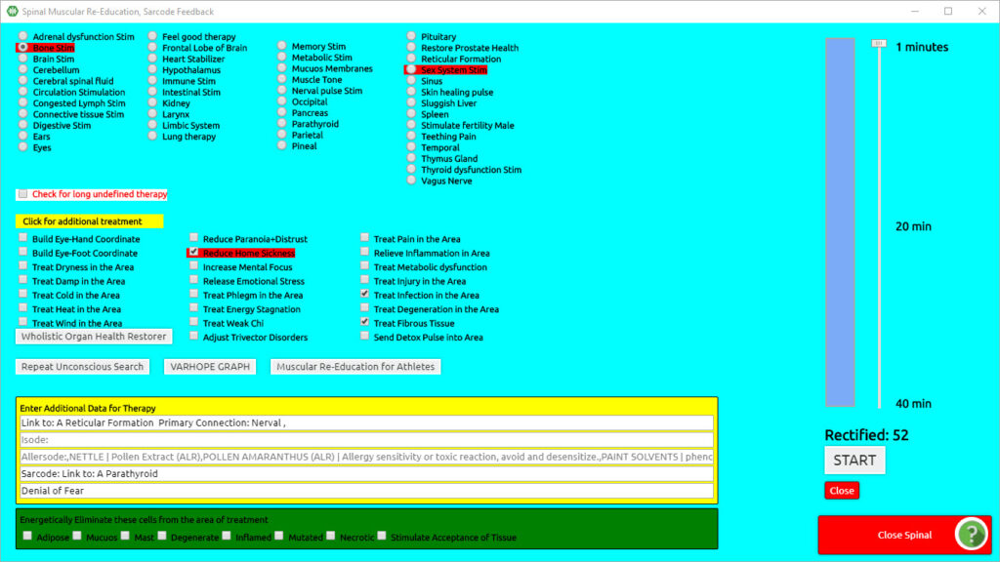 Spinal Muscular Re-Education, Sarcode Feedback
Adrenal dysfunction Stim
Bone Stim
Brain Stim
Cerebellum
Cerebral spinal fluid
Circulation Stimulation
Congested Lymph Stim
Connective tissue Stim
Digestive Stim
Ears
Eyes
Feel good therapy
Frontal Lobe of Brain
Heart Stabilizer
Hypothalamus
Immune Stim
Intestinal Stim
Kidney
Larynx
Limbic System
Lung therapy
Memory Stim
Metabolic Stim
Mucuos Membranes
Muscle Tone
Nerval pulse Stim
Occipital
Pancreas
Parathyroid
Parietal
Pineal
Pituitary
Restore Prostate Health
Reticular Formation
Sex System Stim
Sinus
Skin healing pulse
Sluggish Liver
Spleen
Stimulate fertility Male
Teething Pain
Temporal
Thymus Gland
Thyroid dysfunction Stim
Vagus Nerve
1 minutes
20 min
40 min
Check for long undefined therapy
Click for additional treatment
Build Eye-Hand Coordinate
Build Eye-Foot Coordinate
Treat Dryness in the Area
Treat Damp in the Area
Treat Cold in the Area
Treat Heat in the Area
Treat Wind in the Area
Reduce Paranoia+Distrust
Reduce Home Sickness
Increase Mental Focus
Release Emotional Stress
Treat Phlegm in the Area
Treat Energy Stagnation
Treat Weak Chi
Adjust Trivector Disorders
Treat Pain in the Area
Relieve Inflammation in Area
Treat Metabolic dysfunction
Treat Injury in the Area
Treat Infection in the Area
Treat Degeneration in the Area
Treat Fibrous Tissue
Send Detox Pulse into Area
Wholistic Organ Health Restorer
Repeat Unconscious Search
VARHOPE GRAPH
Muscular Re-Education for Athletes
Enter Additional Data for Therapy
Link to: A Reticular Formation Primary Connection: Nerval ,
Isode:
Allersode:,NETTLE | Pollen Extract (ALR),POLLEN AMARANTHUS (ALR) | Allergy sensitivity or toxic reaction, avoid and desensitize.,PAINT SOLVENTS | phenc
Sarcode: Link to: A Parathyroid
Denial of Fear
Energetically Eliminate these cells from the area of treatment
Adipose Mucuos Mast Degenerate Inflamed Mutated Necrotic Stimulate Acceptance of Tissue
Rectified: 52
START
Close
Close Spinal
?